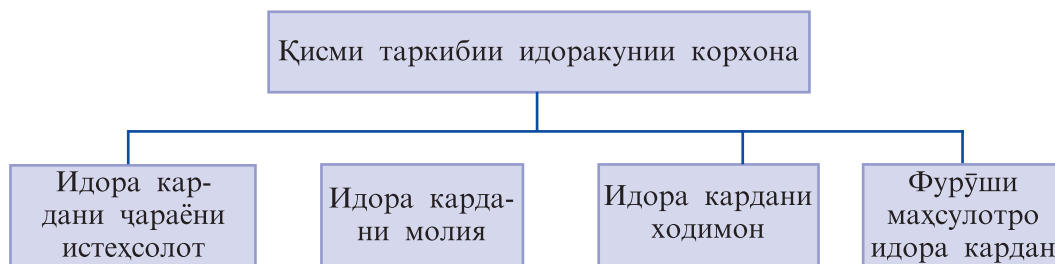 Қисми таркибии идоракунии корхона
Идора кар-
дани ҷараёни
истеҳсолот
Идора карда-
ни молия
Идора кардани
ходимон
Фурӯши
маҳсулотро
идора кардан